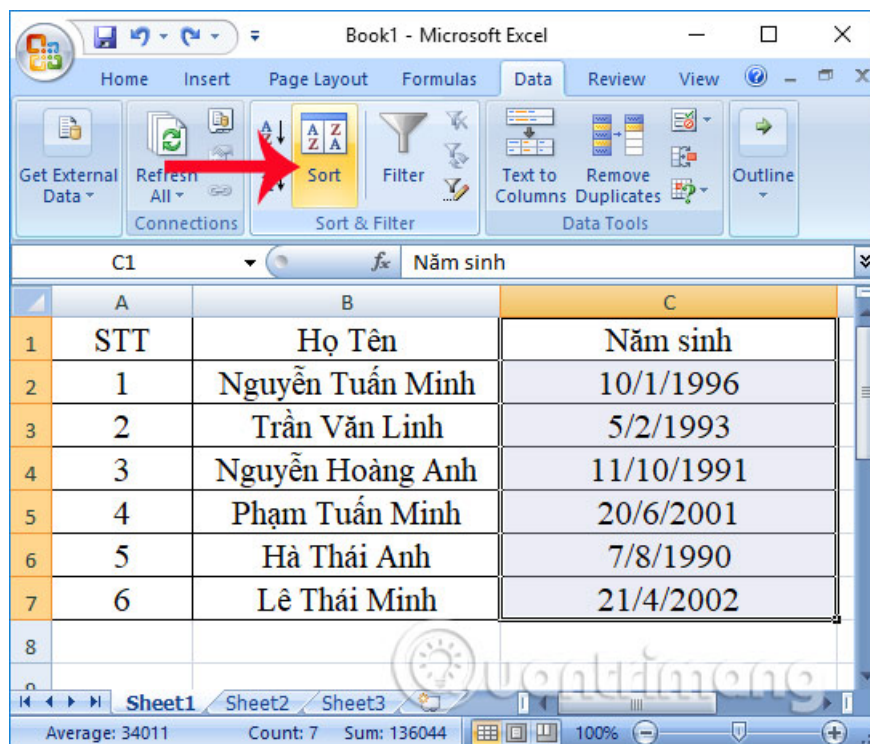 Book1 - Microsoft Excel
Home Insert Page Layout Formulas Data Review View
Get External Data
Refresh All
Sort
Filter
Text to Columns
Remove Duplicates
Outline
Connections Sort & Filter Data Tools
C1 fx Năm sinh
A B C
1 STT Họ Tên Năm sinh
2 1 Nguyễn Tuấn Minh 10/1/1996
3 2 Trần Văn Linh 5/2/1993
4 3 Nguyễn Hoàng Anh 11/10/1991
5 4 Phạm Tuấn Minh 20/6/2001
6 5 Hà Thái Anh 7/8/1990
7 6 Lê Thái Minh 21/4/2002
8
Quantrimang
Sheet1 Sheet2 Sheet3
Average: 34011 Count: 7 Sum: 136044 100%